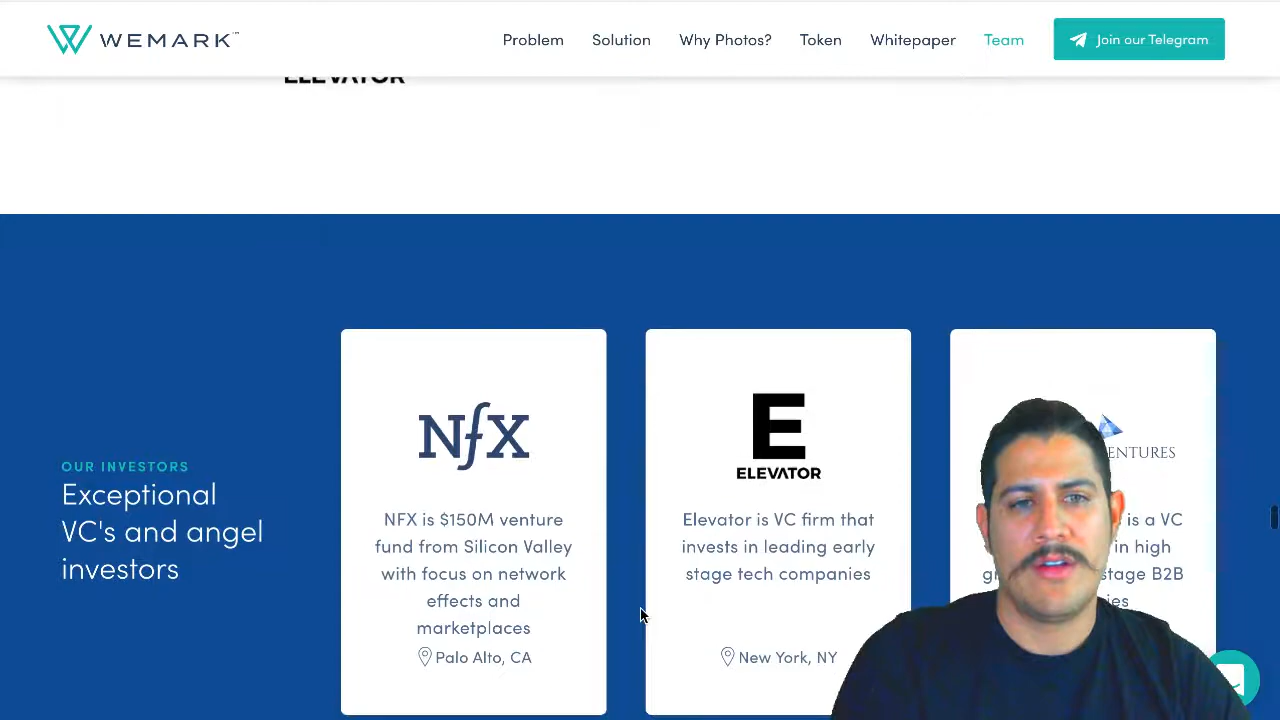 WEMARK™
Problem
Solution
Why Photos?
Token
Whitepaper
Team
Join our Telegram
ELEVATOR
OUR INVESTORS
Exceptional
VC's and angel
investors
NfX
NFX is $150M venture
fund from Silicon Valley
with focus on network
effects and
marketplaces
Palo Alto, CA
E
ELEVATOR
Elevator is VC firm that
invests in leading early
stage tech companies
New York, NY
is a VC
in high
stage B2B